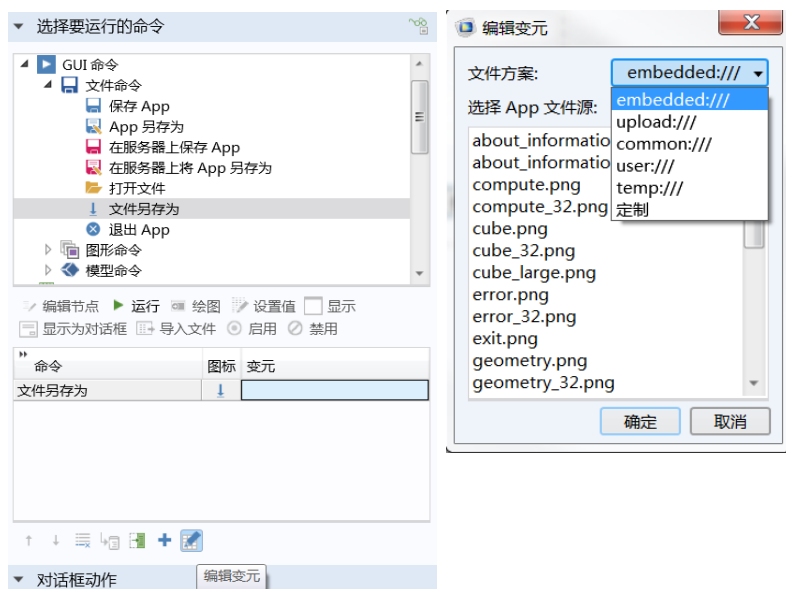 选择要运行的命令
GUI 命令
文件命令
保存 App
App 另存为
在服务器上保存 App
在服务器上将 App 另存为
打开文件
文件另存为
退出 App
图形命令
模型命令
编辑节点 运行 绘图 设置值 显示
显示为对话框 导入文件 启用 禁用
命令 图标 变元
文件另存为
编辑变元
对话框动作
编辑变元
文件方案: embedded:///
选择 App 文件源:
embedded:///
upload:///
common:///
user:///
temp:///
定制
about_informatio
about_informatio
compute.png
compute_32.png
cube.png
cube_32.png
cube_large.png
error.png
error_32.png
exit.png
geometry.png
geometry_32.png
确定 取消